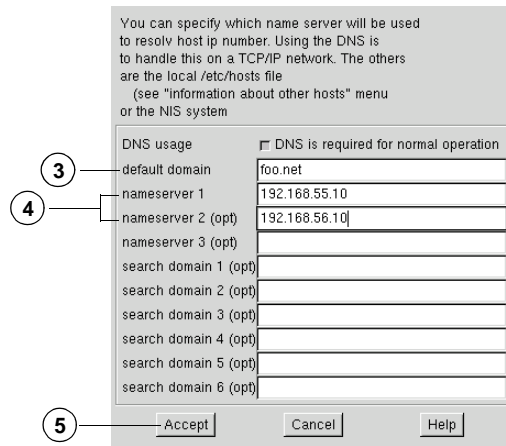 You can specify which name server will be used
to resolv host ip number. Using the DNS is
to handle this on a TCP/IP network. The others
are the local /etc/hosts file
(see "information about other hosts" menu
or the NIS system
DNS usage DNS is required for normal operation
3 default domain foo.net
4
nameserver 1 192.168.55.10
nameserver 2 (opt) 192.168.56.10
nameserver 3 (opt)
search domain 1 (opt)
search domain 2 (opt)
search domain 3 (opt)
search domain 4 (opt)
search domain 5 (opt)
search domain 6 (opt)
5 Accept Cancel Help